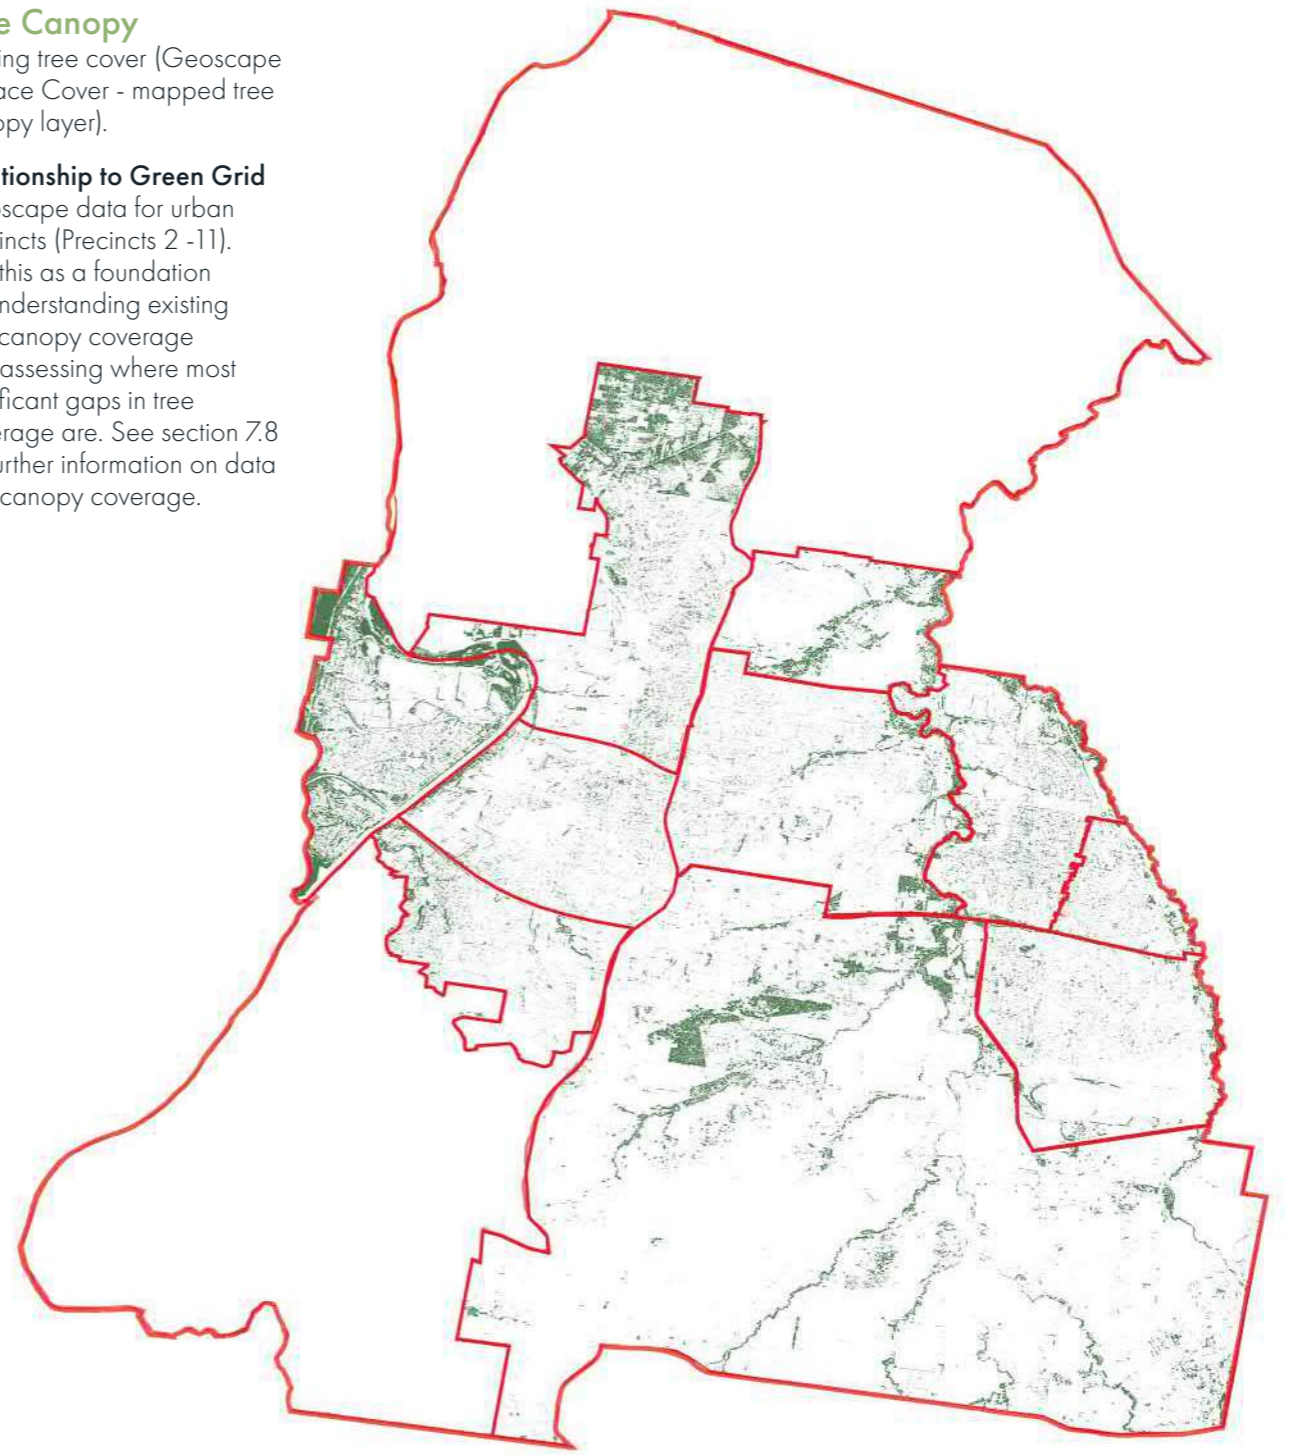 e Canopy
ing tree cover (Geoscape
ace Cover - mapped tree
opy layer).
tionship to Green Grid
oscape data for urban
incts (Precincts 2 -11).
this as a foundation
nderstanding existing
canopy coverage
assessing where most
ificant gaps in tree
erage are. See section 7.8
urther information on data
canopy coverage.